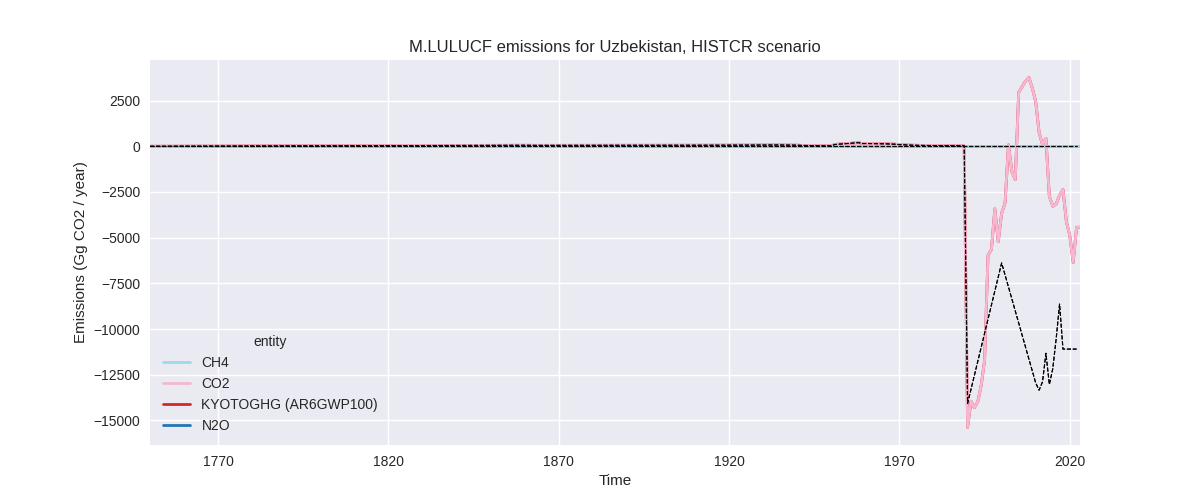 M.LULUCF emissions for Uzbekistan, HISTCR scenario
Emissions (Gg CO2 / year)
2500
0
−2500
−5000
−7500
−10000
−12500
−15000
entity
CH4
CO2
KYOTOGHG (AR6GWP100)
N2O
1770 1820 1870 1920 1970 2020
Time